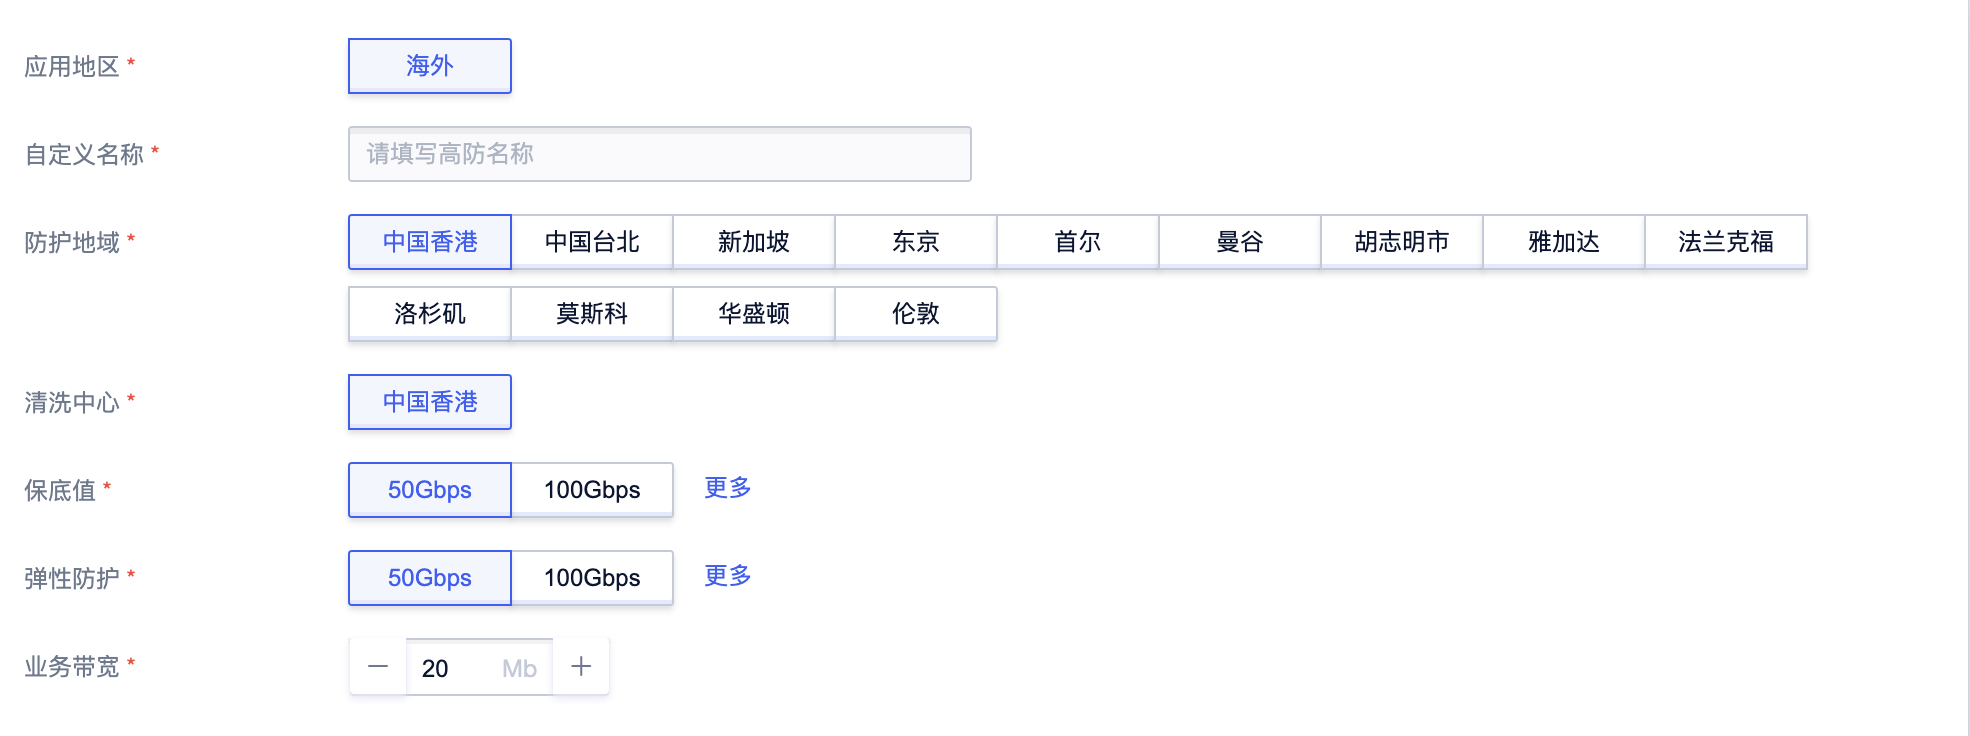 应用地区 * 海外
自定义名称 * 请填写高防名称
防护地域 * 中国香港 中国台北 新加坡 东京 首尔 曼谷 胡志明市 雅加达 法兰克福
洛杉矶 莫斯科 华盛顿 伦敦
清洗中心 * 中国香港
保底值 * 50Gbps 100Gbps 更多
弹性防护 * 50Gbps 100Gbps 更多
业务带宽 * — 20 Mb +